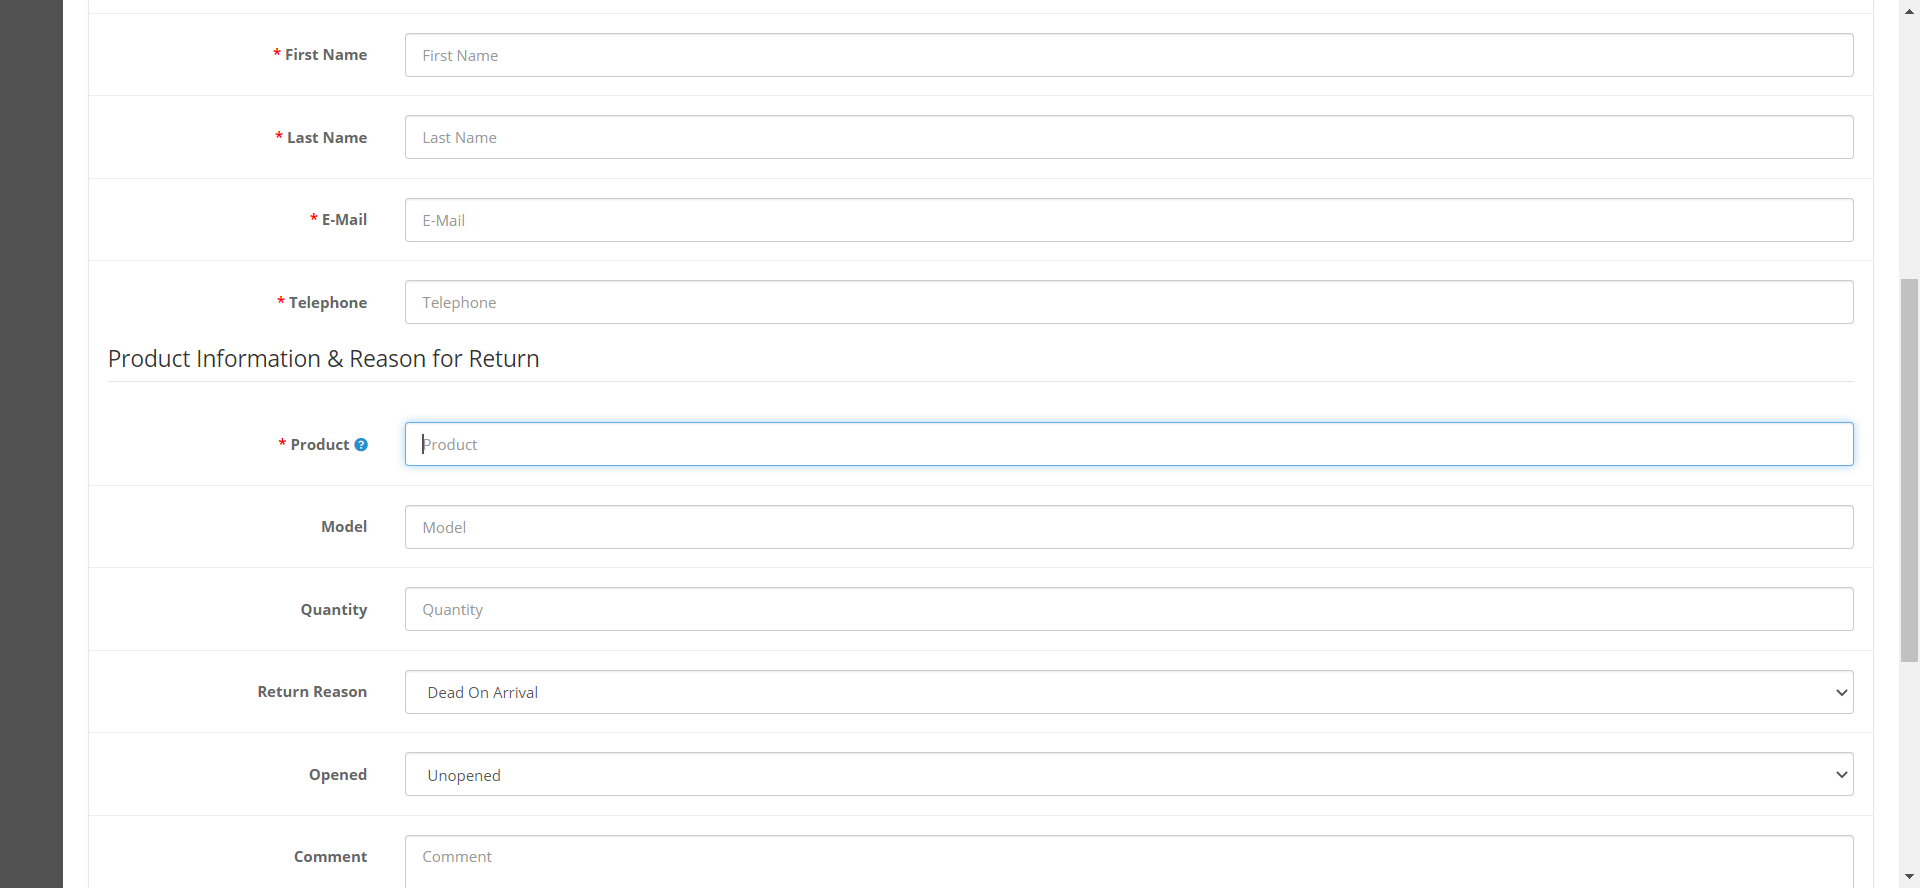 * First Name
First Name
* Last Name
Last Name
* E-Mail
E-Mail
* Telephone
Telephone
Product Information & Reason for Return
* Product ?
Product
Model
Model
Quantity
Quantity
Return Reason
Dead On Arrival
Opened
Unopened
Comment
Comment